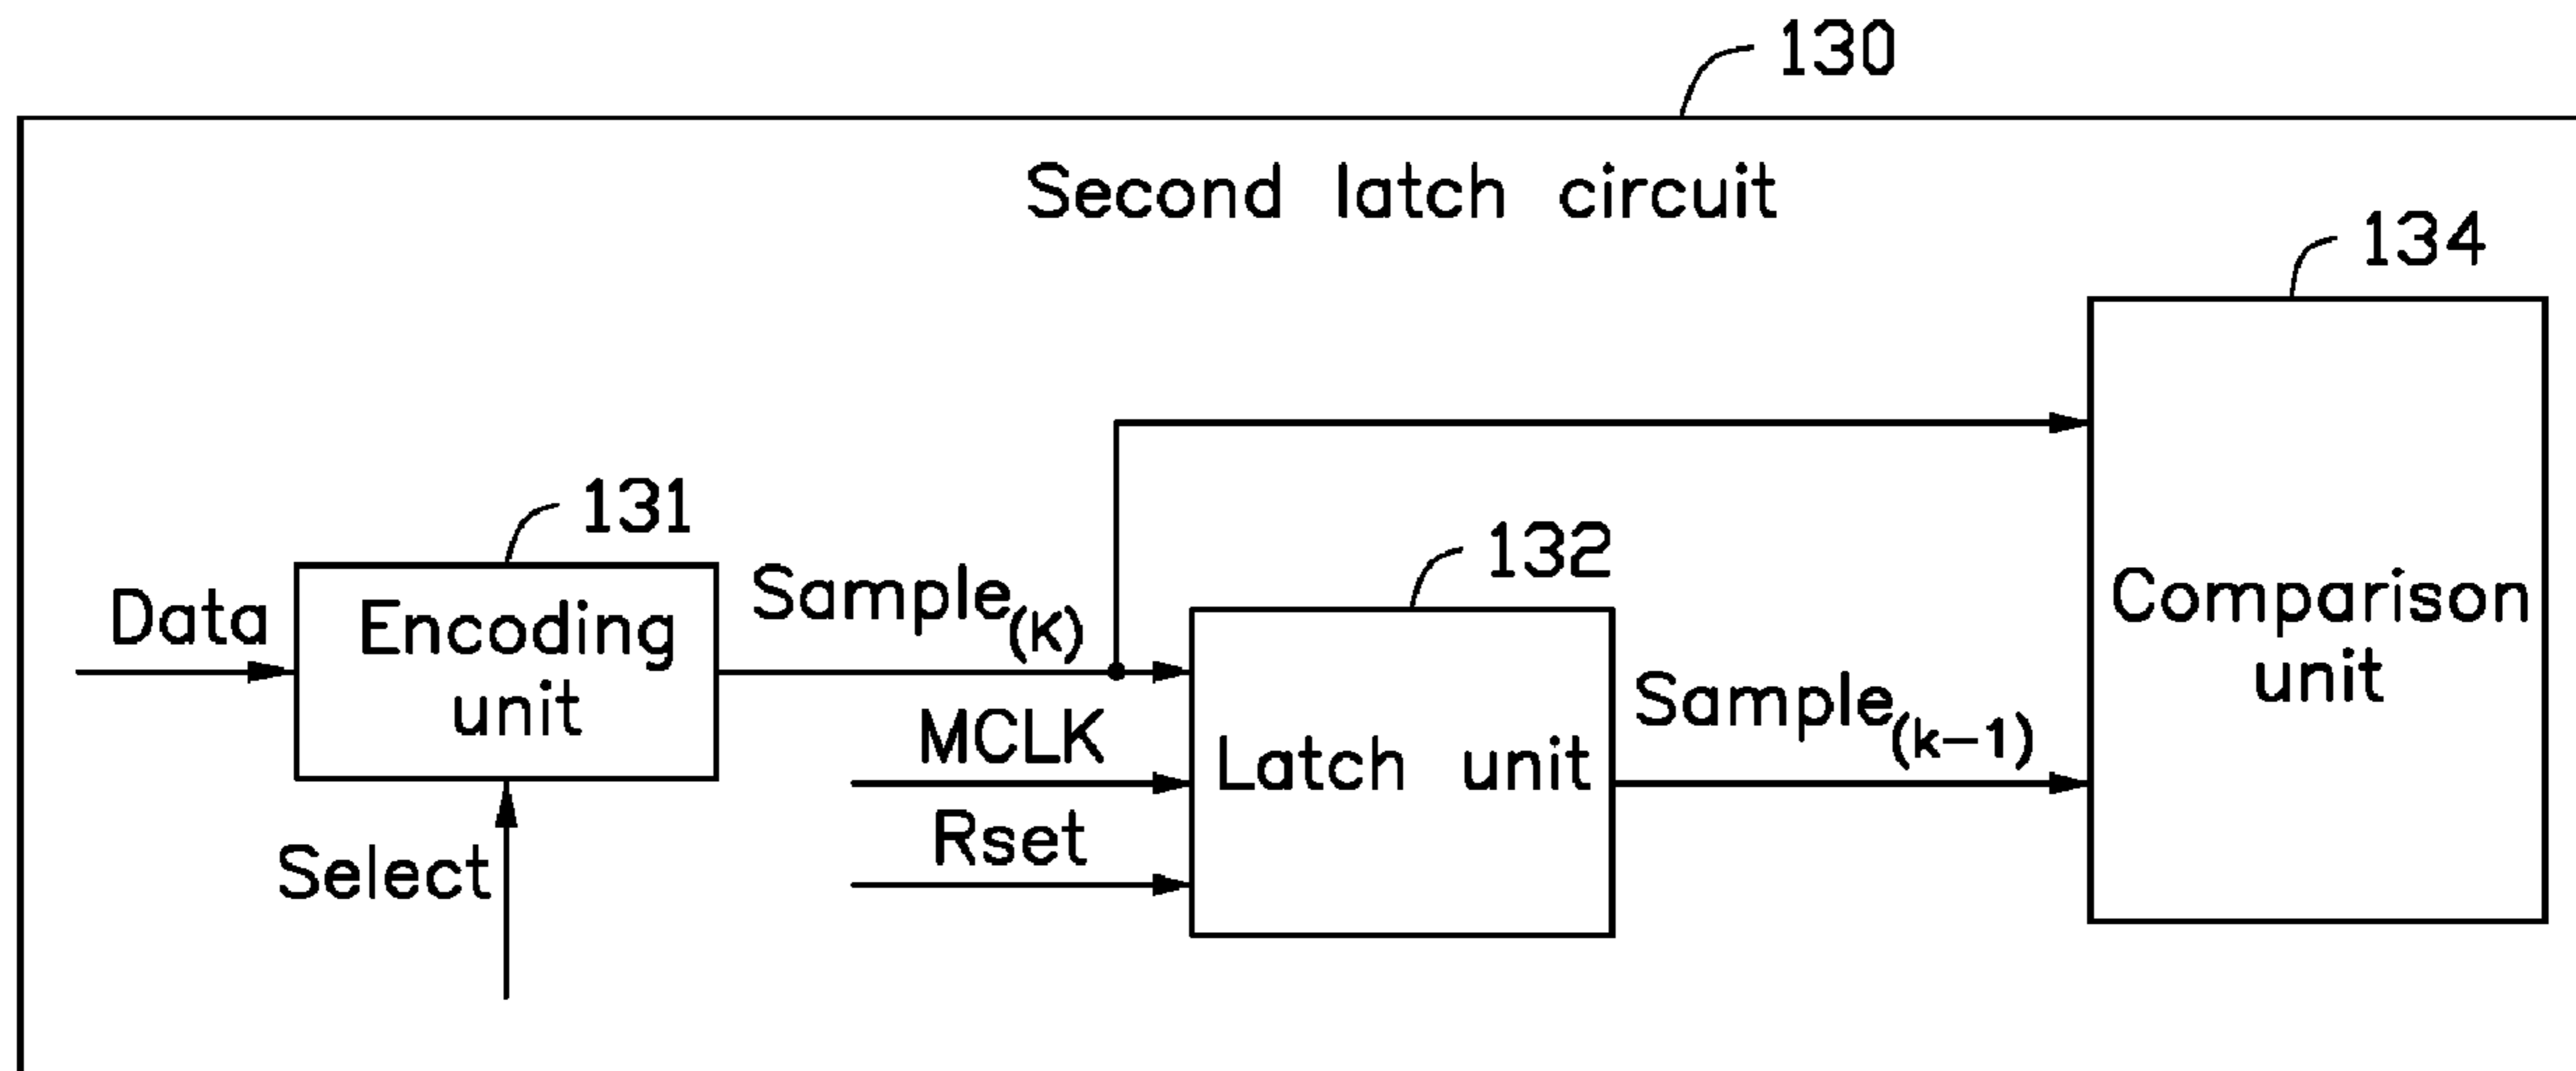 130
Second latch circuit
134
131
132
Data
Encoding
unit
Sample(K)
Comparison
unit
MCLK
Latch unit
Sample(k-1)
Rset
Select